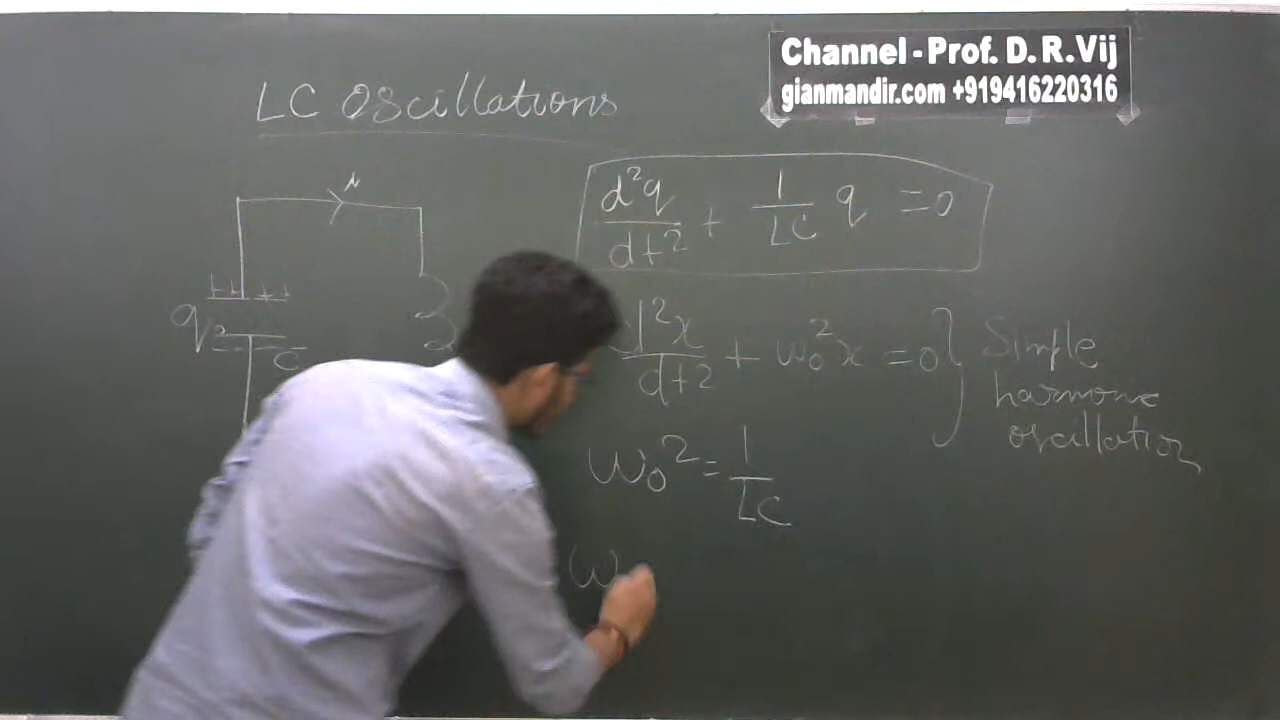 Channel - Prof. D. R. Vij
gianmandir.com +919416220316
LC Oscillations
i
q
C
d²q/dt² + 1/LC q = 0
d²x/dt² + ω₀²x = 0 } Simple
harmonic
oscillation
ω₀² = 1/LC
ω